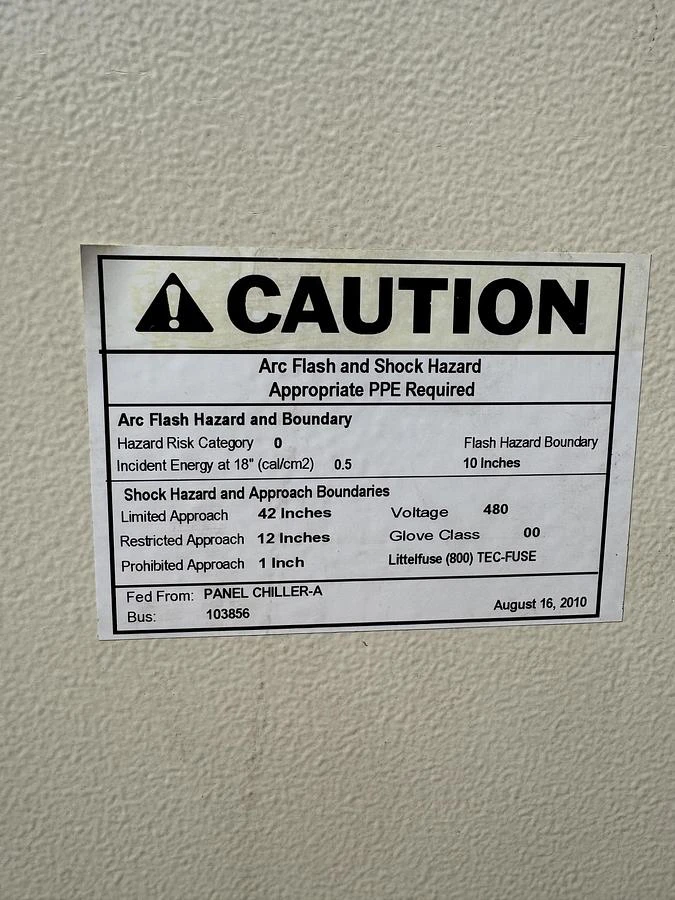 CAUTION
Arc Flash and Shock Hazard
Appropriate PPE Required
Arc Flash Hazard and Boundary
Hazard Risk Category 0 Flash Hazard Boundary
Incident Energy at 18" (cal/cm2) 0.5 10 Inches
Shock Hazard and Approach Boundaries
Limited Approach 42 Inches Voltage 480
Restricted Approach 12 Inches Glove Class 00
Prohibited Approach 1 Inch Littelfuse (800) TEC-FUSE
Fed From: PANEL CHILLER-A
Bus: 103856 August 16, 2010